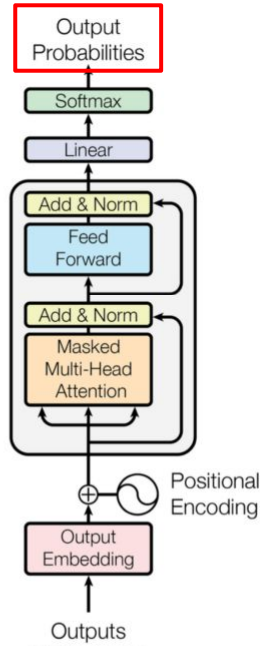 Output
Probabilities
Softmax
Linear
Add & Norm
Feed
Forward
Add & Norm
Masked
Multi-Head
Attention
Positional
Encoding
Output
Embedding
Outputs